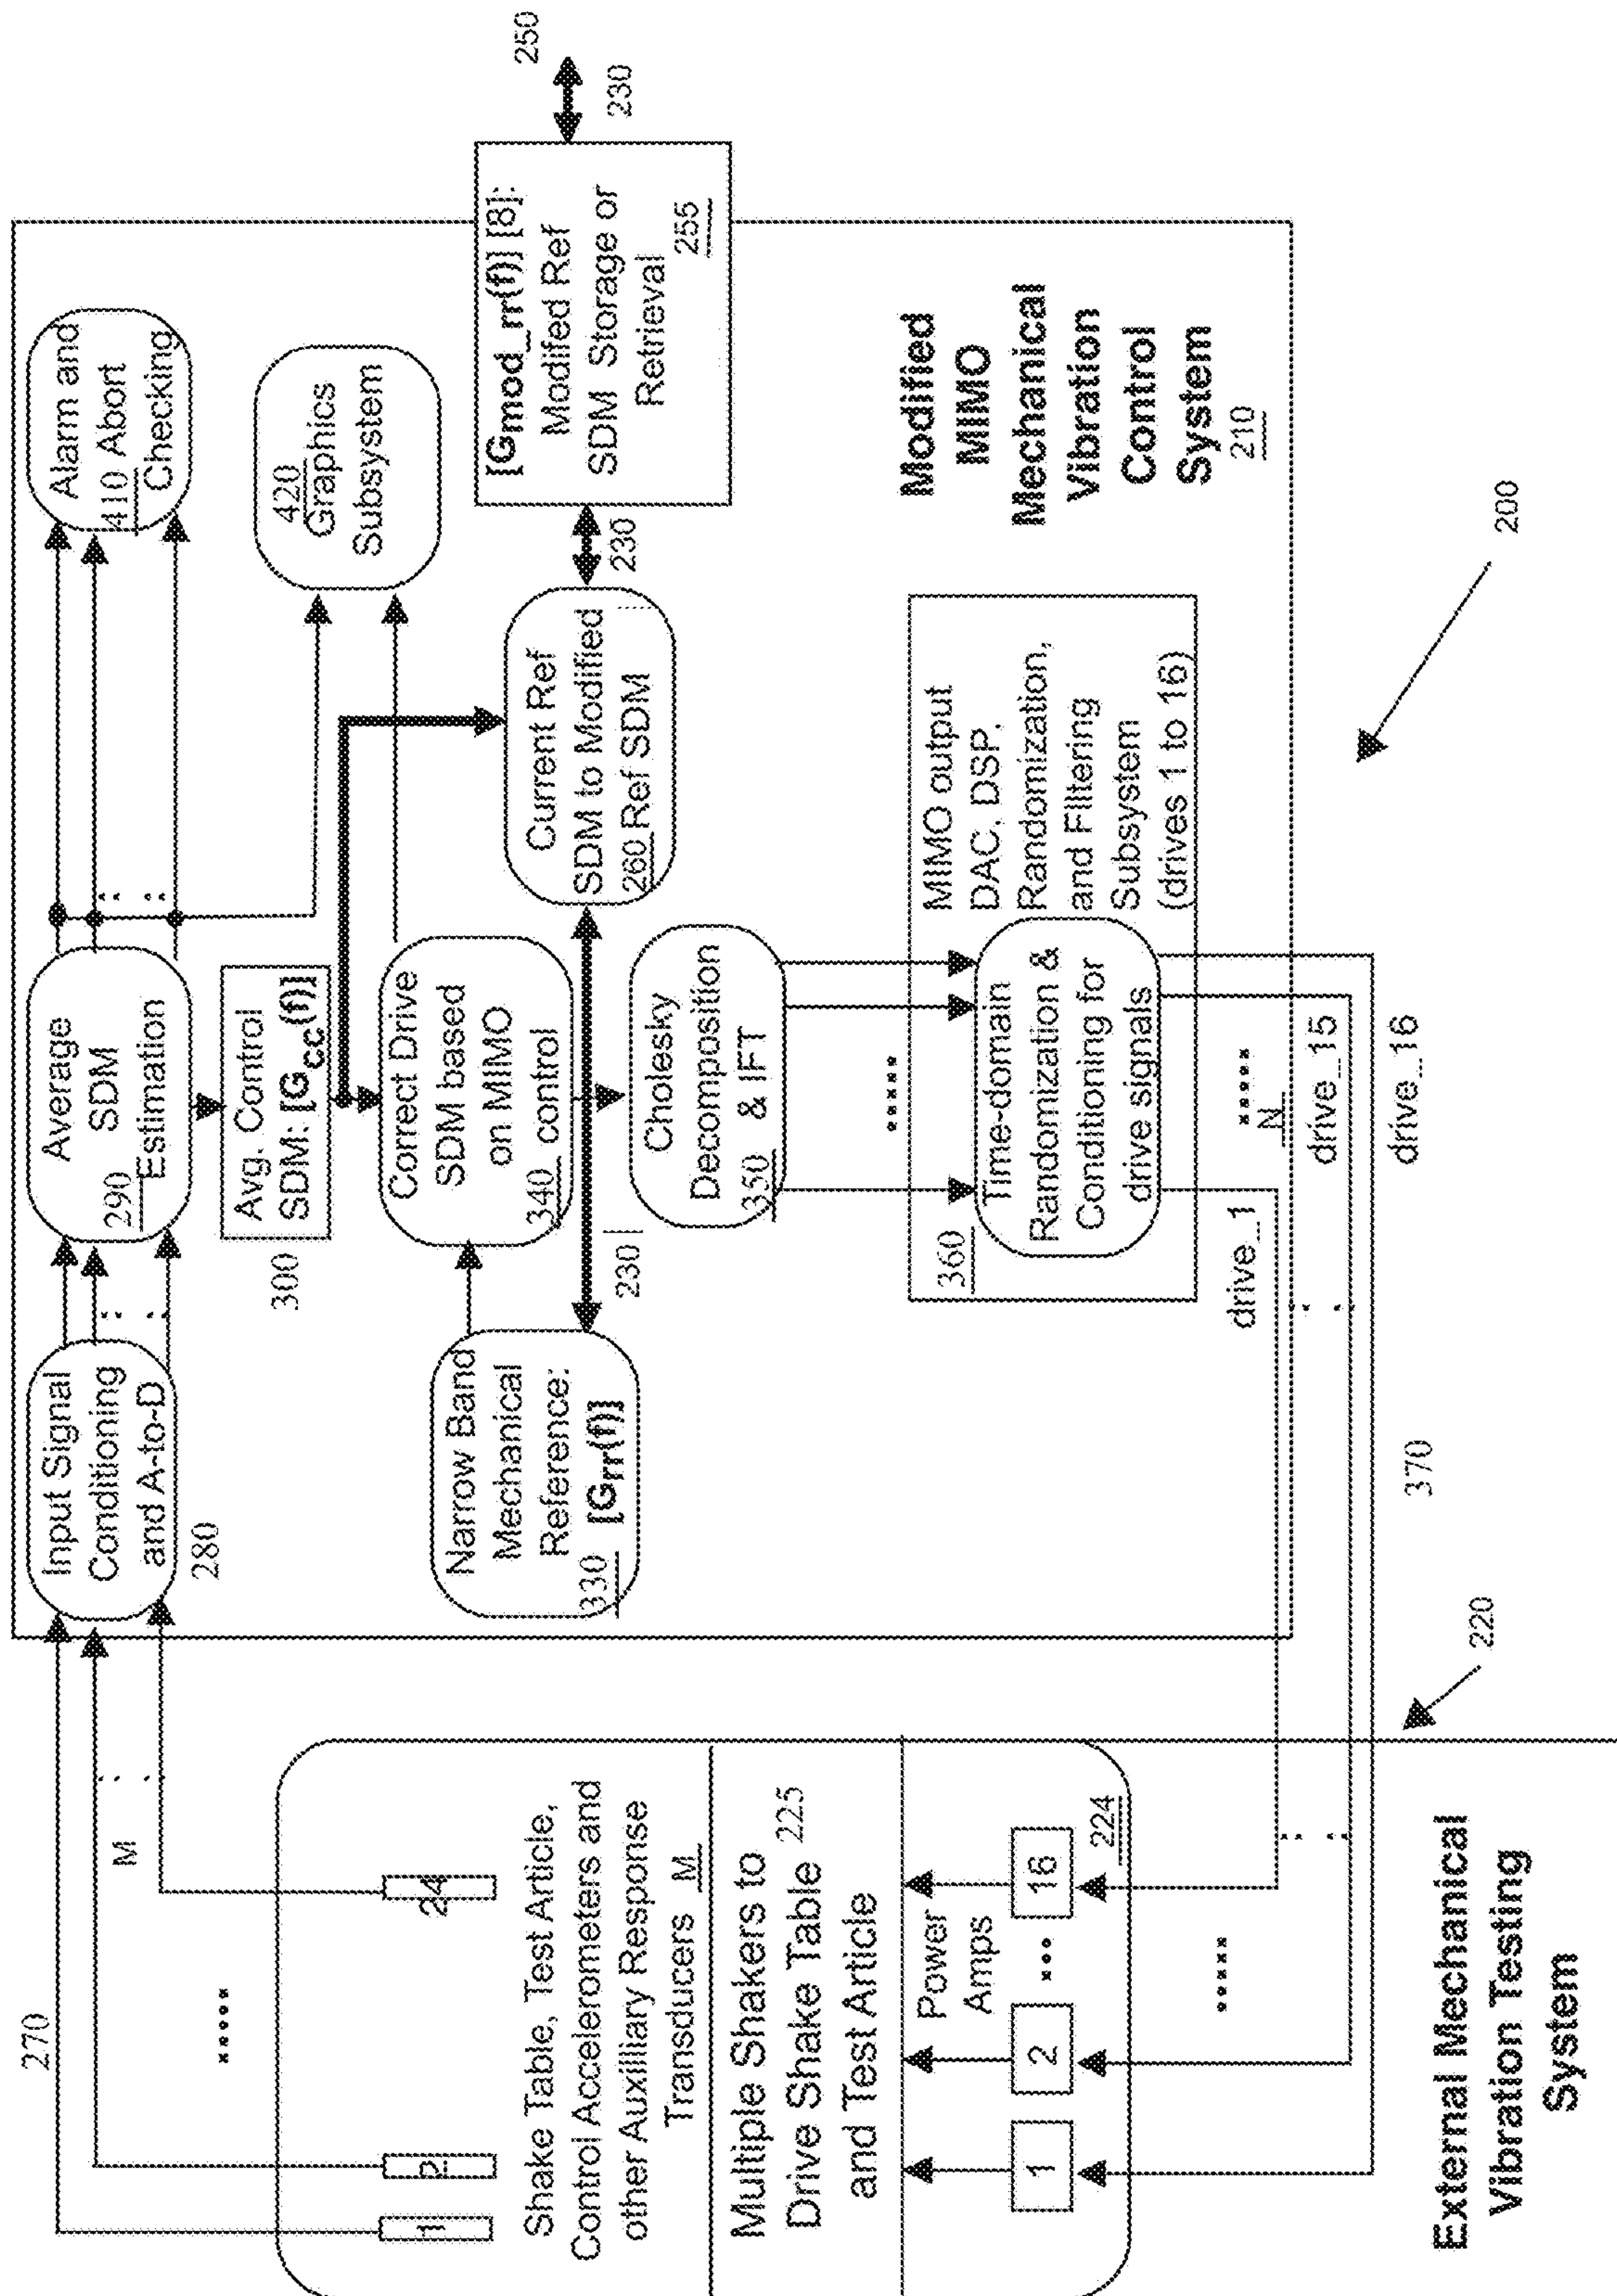 270
M
1
2
24
Shake Table, Test Article,
Control Accelerometers and
other Auxilliary Response
Transducers M
Multiple Shakers to
Drive Shake Table 225
and Test Article
Power
Amps
1
2
16
224
External Mechanical
Vibration Testing
System
220
Input Signal
Conditioning
and A-to-D
280
Average
SDM
290 Estimation
Alarm and
410 Abort
Checking
300
Avg. Control
SDM: [Gcc(f)]
420
Graphics
Subsystem
Correct Drive
SDM based
on MIMO
340 control
Narrow Band
Mechanical
Reference:
330 [Grr(f)]
230
Current Ref
SDM to Modified
260 Ref SDM
230
[Gmod_rr(f)] [8]:
Modifed Ref
SDM Storage or
Retrieval
255
250
230
Cholesky
Decomposition
350 & IFT
MIMO output
DAC, DSP,
Randomization,
and Filtering
Subsystem
(drives 1 to 16)
360
Time-domain
Randomization &
Conditioning for
drive signals
drive_1
N
drive_15
drive_16
370
Modified
MIMO
Mechanical
Vibration
Control
System
210
200